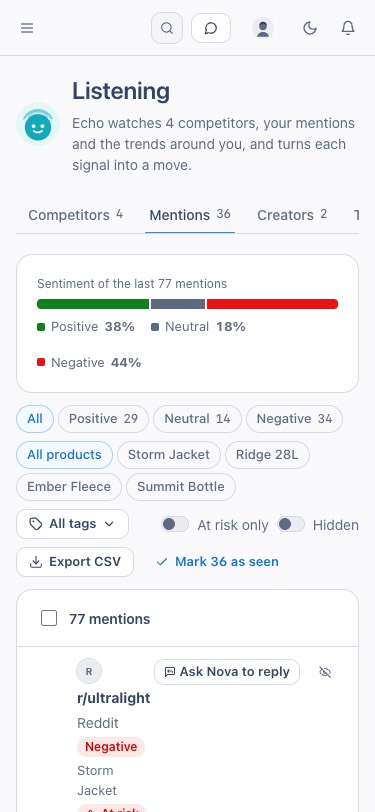 Listening
Echo watches 4 competitors, your mentions
and the trends around you, and turns each
signal into a move.
Competitors 4 Mentions 36 Creators 2 T
Sentiment of the last 77 mentions
Positive 38% Neutral 18%
Negative 44%
All Positive 29 Neutral 14 Negative 34
All products Storm Jacket Ridge 28L
Ember Fleece Summit Bottle
All tags At risk only Hidden
Export CSV Mark 36 as seen
77 mentions
R Ask Nova to reply
r/ultralight
Reddit
Negative
Storm
Jacket
At risk